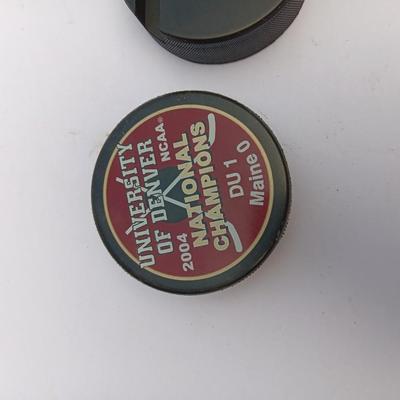 UNIVERSITY
OF DENVER
2004 NCAA®
NATIONAL
CHAMPIONS
DU 1
Maine 0